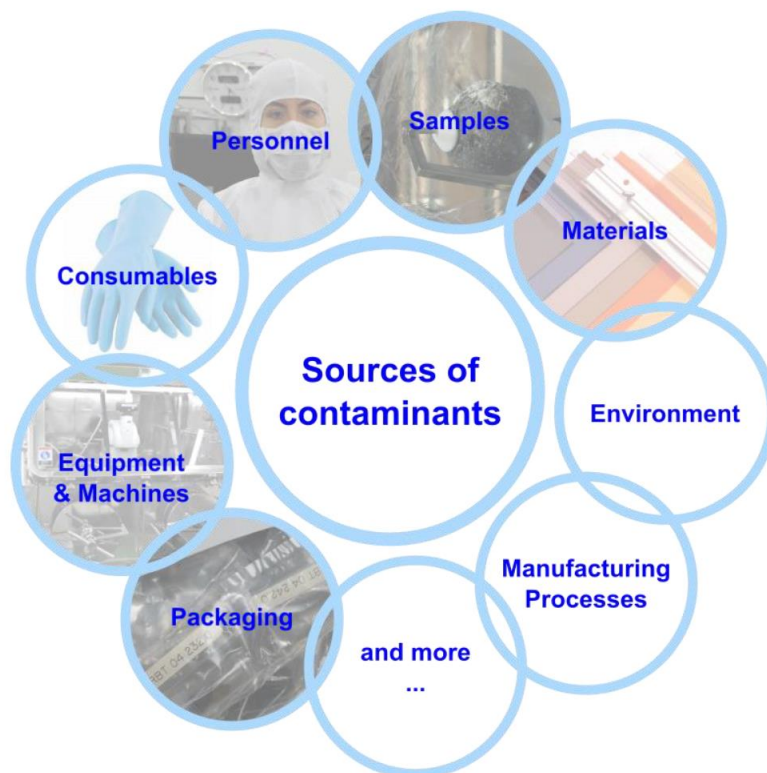 Sources of
contaminants
Personnel
Samples
Materials
Environment
Manufacturing
Processes
and more
...
Packaging
Equipment
& Machines
Consumables